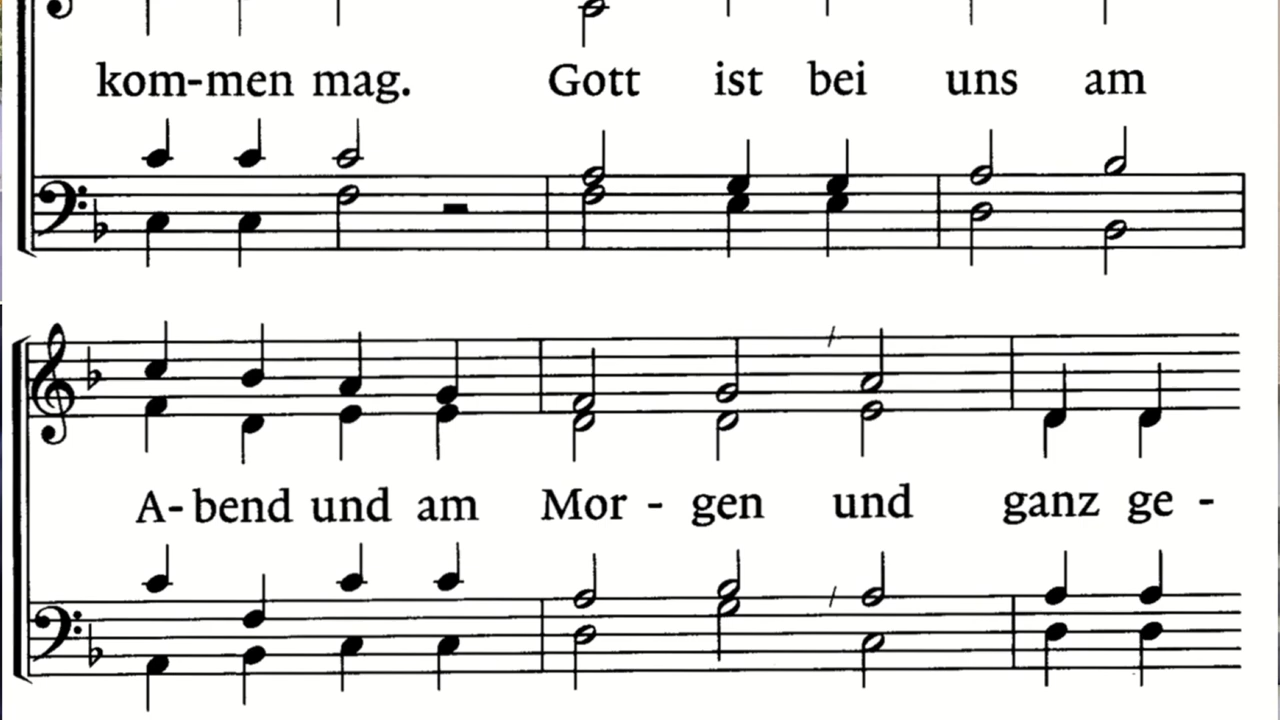 kom-men mag. Gott ist bei uns am
A-bend und am Mor - gen und ganz ge -